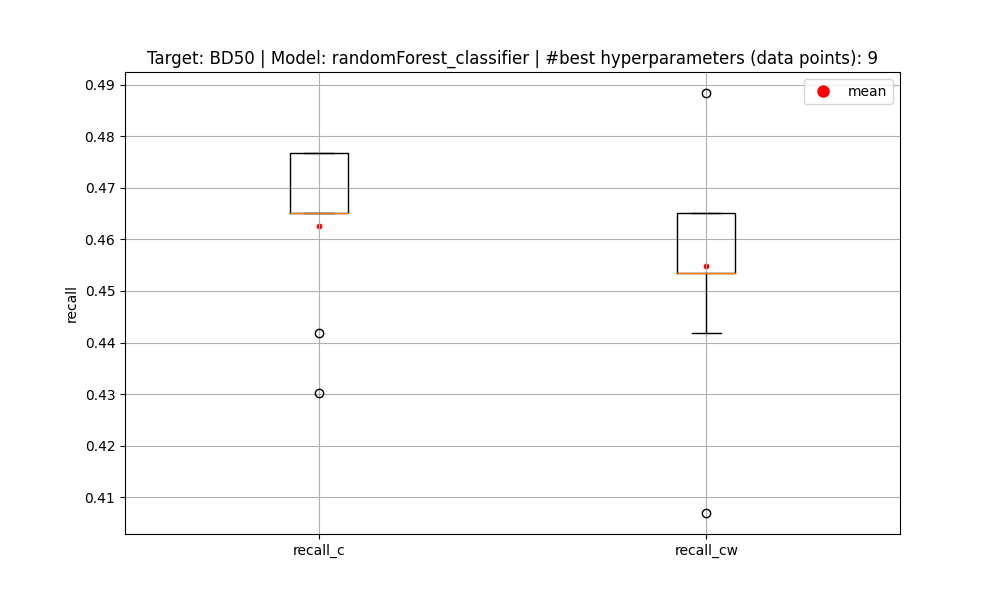 Target: BD50 | Model: randomForest_classifier | #best hyperparameters (data points): 9
mean
0.49
0.48
0.47
0.46
0.45
0.44
0.43
0.42
0.41
recall
recall_c
recall_cw